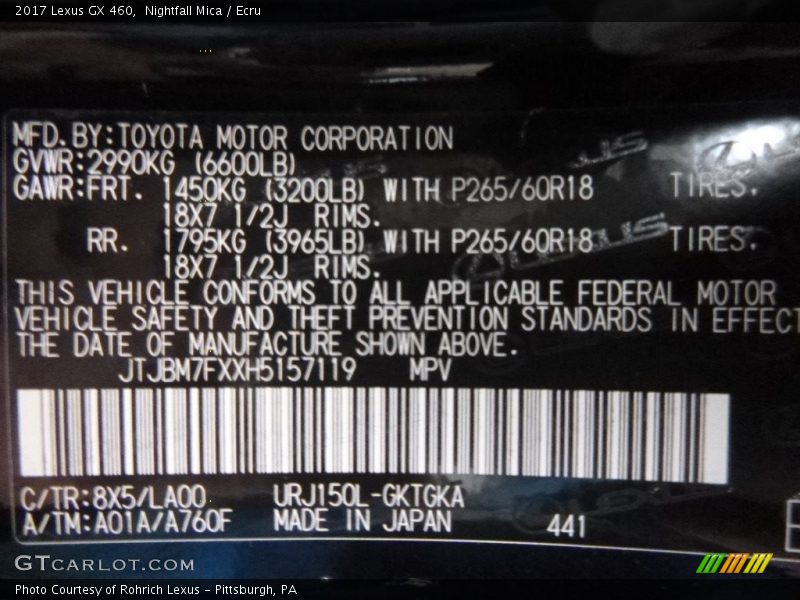 2017 Lexus GX 460, Nightfall Mica / Ecru
MFD.BY:TOYOTA MOTOR CORPORATION
GVWR:2990KG (6600LB)
GAWR:FRT. 1450KG (3200LB) WITH P265/60R18 TIRES.
18X7 1/2J RIMS.
RR. 1795KG (3965LB) WITH P265/60R18 TIRES.
18X7 1/2J RIMS.
THIS VEHICLE CONFORMS TO ALL APPLICABLE FEDERAL MOTOR
VEHICLE SAFETY AND THEFT PREVENTION STANDARDS IN EFFECT
THE DATE OF MANUFACTURE SHOWN ABOVE.
JTJBM7FXXH5157119 MPV
C/TR:8X5/LA00 URJ150L-GKTGKA
A/TM:A01A/A760F MADE IN JAPAN 441
GTCARLOT.COM
Photo Courtesy of Rohrich Lexus - Pittsburgh, PA